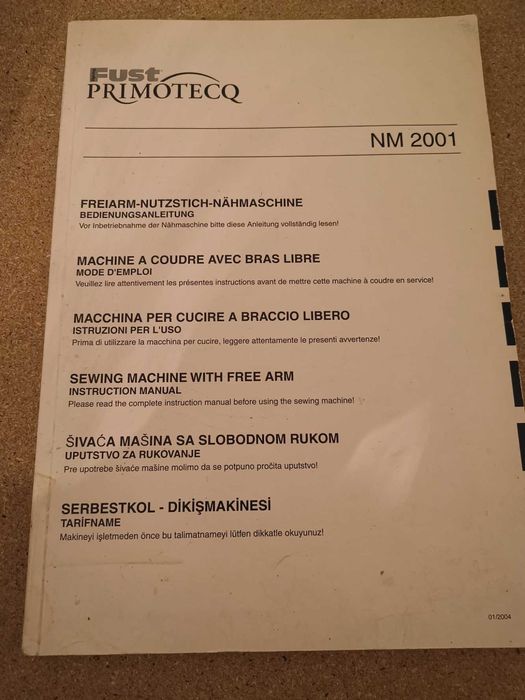 Fust
PRIMOTECQ
NM 2001
FREIARM-NUTZSTICH-NÄHMASCHINE
BEDIENUNGSANLEITUNG
Vor Inbetriebnahme der Nähmaschine bitte diese Anleitung vollständig lesen!
MACHINE A COUDRE AVEC BRAS LIBRE
MODE D'EMPLOI
Veuillez lire attentivement les présentes instructions avant de mettre cette machine à coudre en service!
MACCHINA PER CUCIRE A BRACCIO LIBERO
ISTRUZIONI PER L'USO
Prima di utilizzare la macchina per cucire, leggere attentamente le presenti avvertenze!
SEWING MACHINE WITH FREE ARM
INSTRUCTION MANUAL
Please read the complete instruction manual before using the sewing machine!
ŠIVAĆA MAŠINA SA SLOBODNOM RUKOM
UPUTSTVO ZA RUKOVANJE
Pre upotrebe šivaće mašine molimo da se potpuno pročita uputstvo!
SERBESTKOL - DİKİŞMAKİNESİ
TARİFNAME
Makineyi işletmeden önce bu talimatnameyi lütfen dikkatle okuyunuz!
01/2004